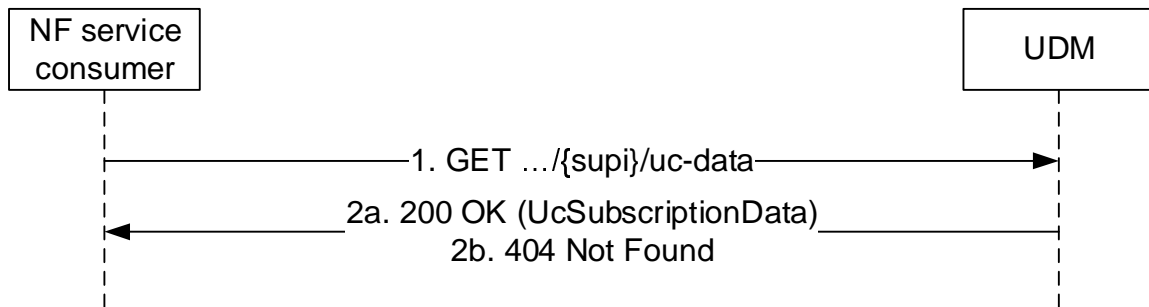 NF service
consumer
UDM
1. GET …/{supi}/uc-data
2a. 200 OK (UcSubscriptionData)
2b. 404 Not Found